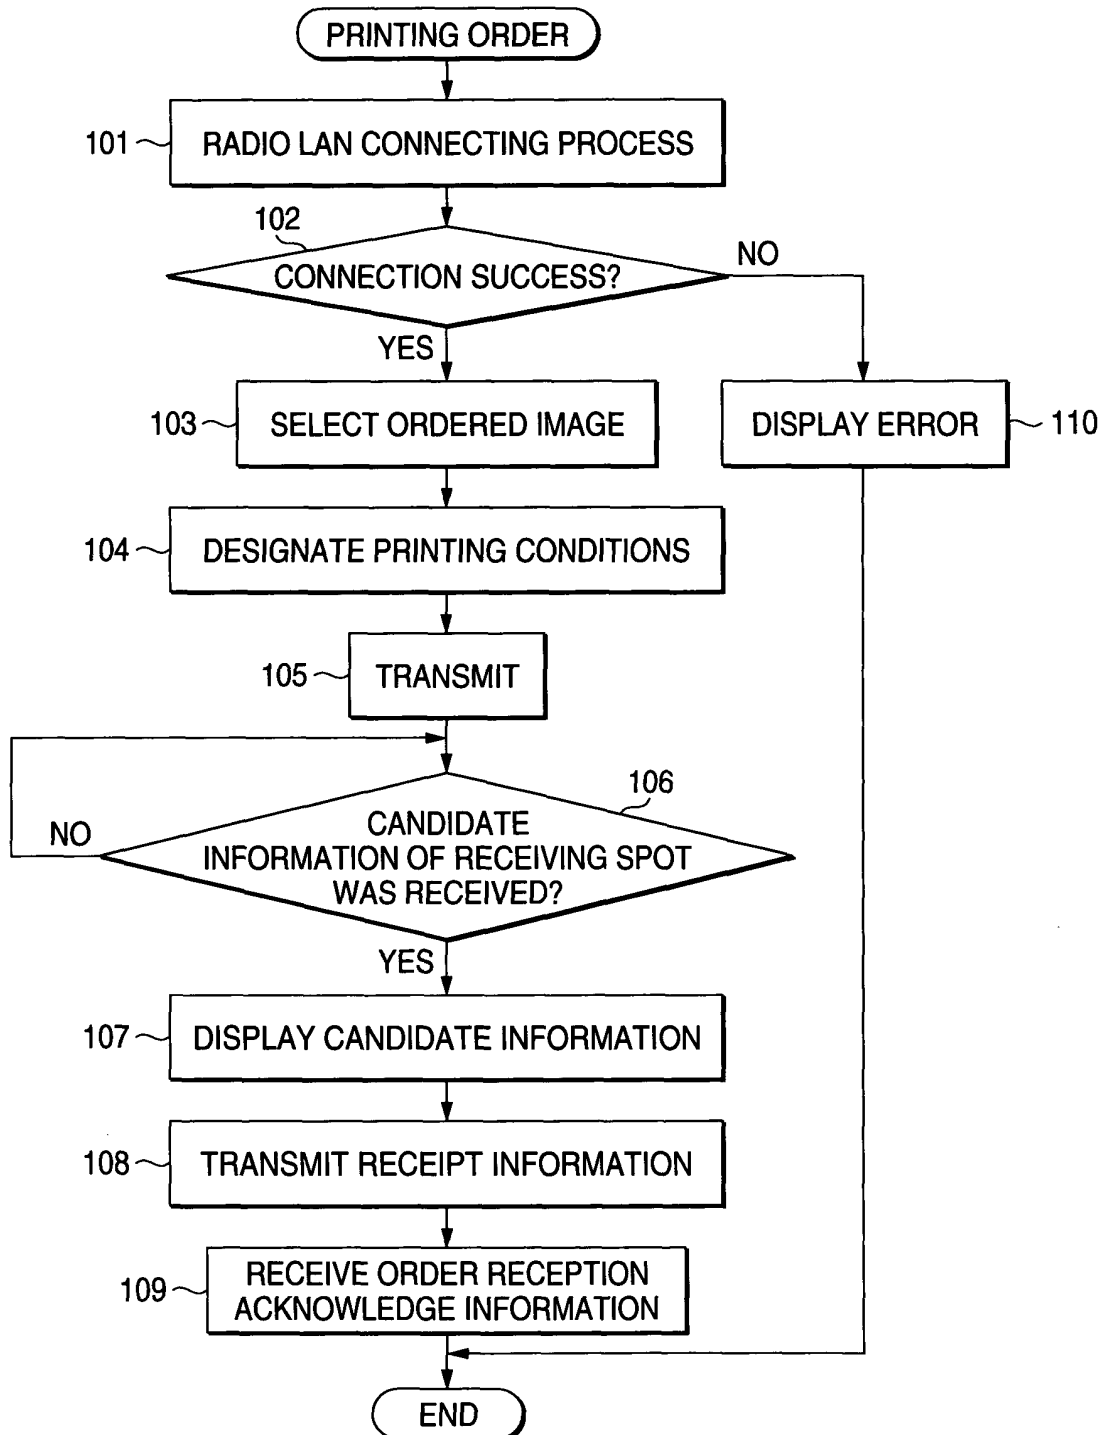 PRINTING ORDER
101
RADIO LAN CONNECTING PROCESS
102
CONNECTION SUCCESS?
NO
YES
103
SELECT ORDERED IMAGE
DISPLAY ERROR
110
104
DESIGNATE PRINTING CONDITIONS
105
TRANSMIT
106
CANDIDATE
INFORMATION OF RECEIVING SPOT
WAS RECEIVED?
NO
YES
107
DISPLAY CANDIDATE INFORMATION
108
TRANSMIT RECEIPT INFORMATION
109
RECEIVE ORDER RECEPTION
ACKNOWLEDGE INFORMATION
END